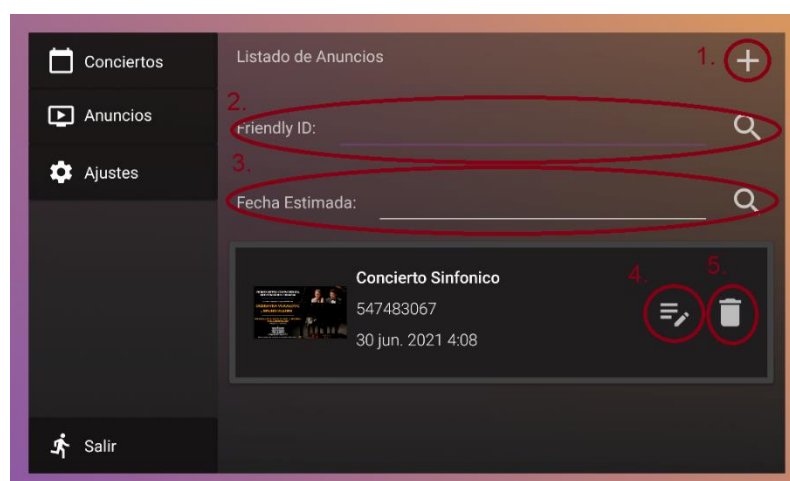 Conciertos
Anuncios
Ajustes
Salir
Listado de Anuncios
1.
2.
Friendly ID:
3.
Fecha Estimada:
Concierto Sinfonico
547483067
30 jun. 2021 4:08
4.
5.